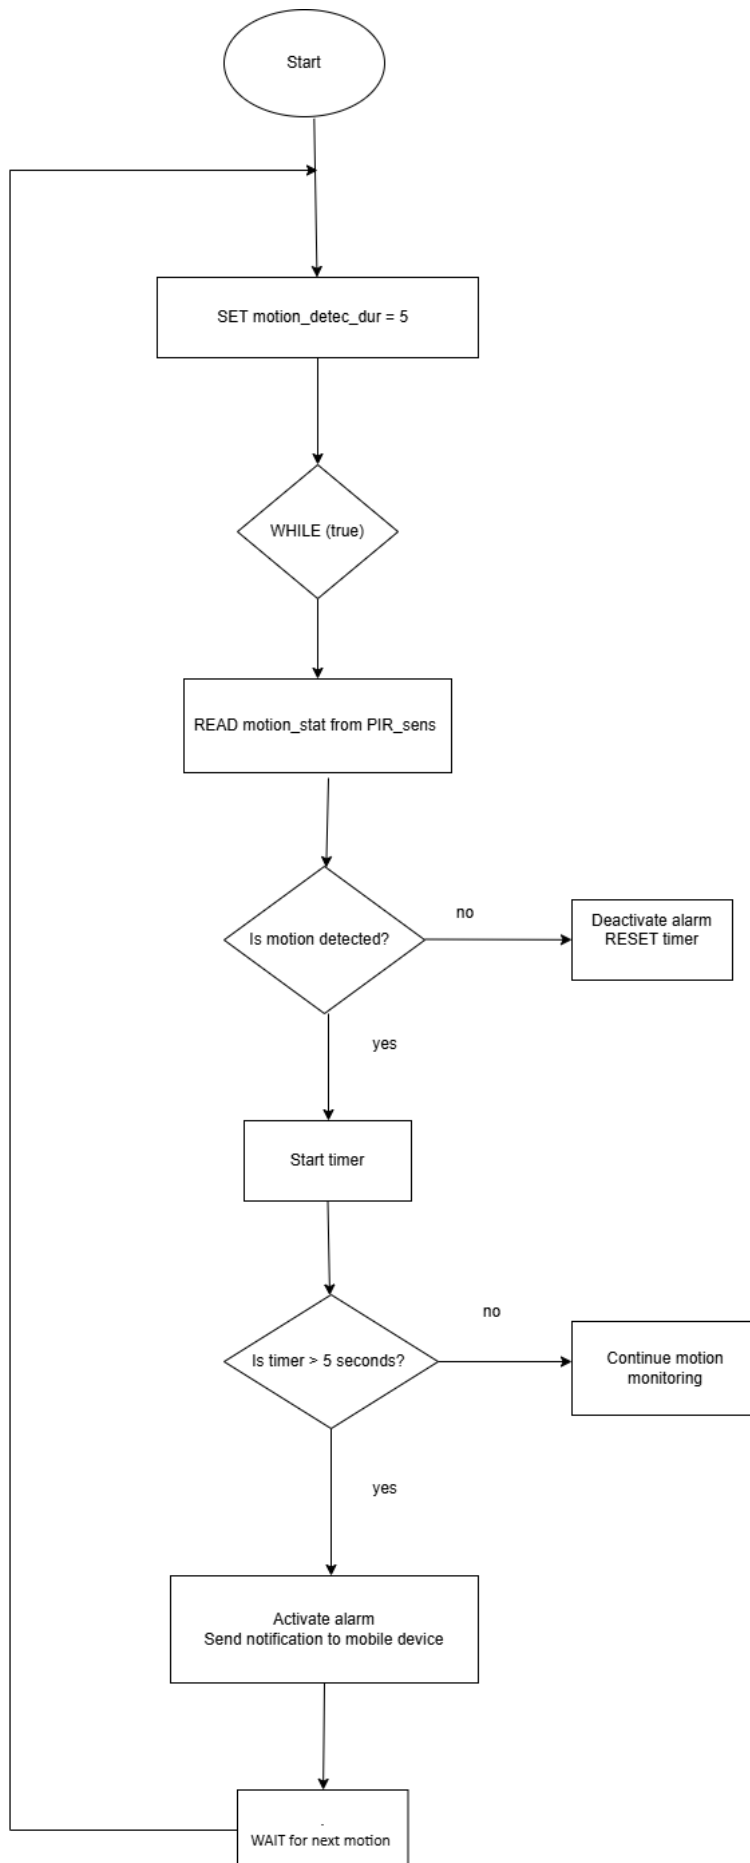 Start
SET motion_detec_dur = 5
WHILE (true)
READ motion_stat from PIR_sens
Is motion detected?
no
Deactivate alarm
RESET timer
yes
Start timer
Is timer > 5 seconds?
no
Continue motion
monitoring
yes
Activate alarm
Send notification to mobile device
.
WAIT for next motion